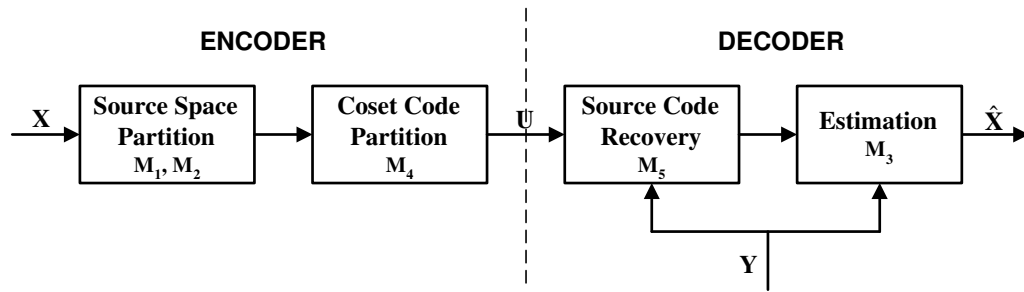 ENCODER
DECODER
X
Source Space
Partition
M₁, M₂
Coset Code
Partition
M₄
U
Source Code
Recovery
M₅
Estimation
M₃
X̂
Y